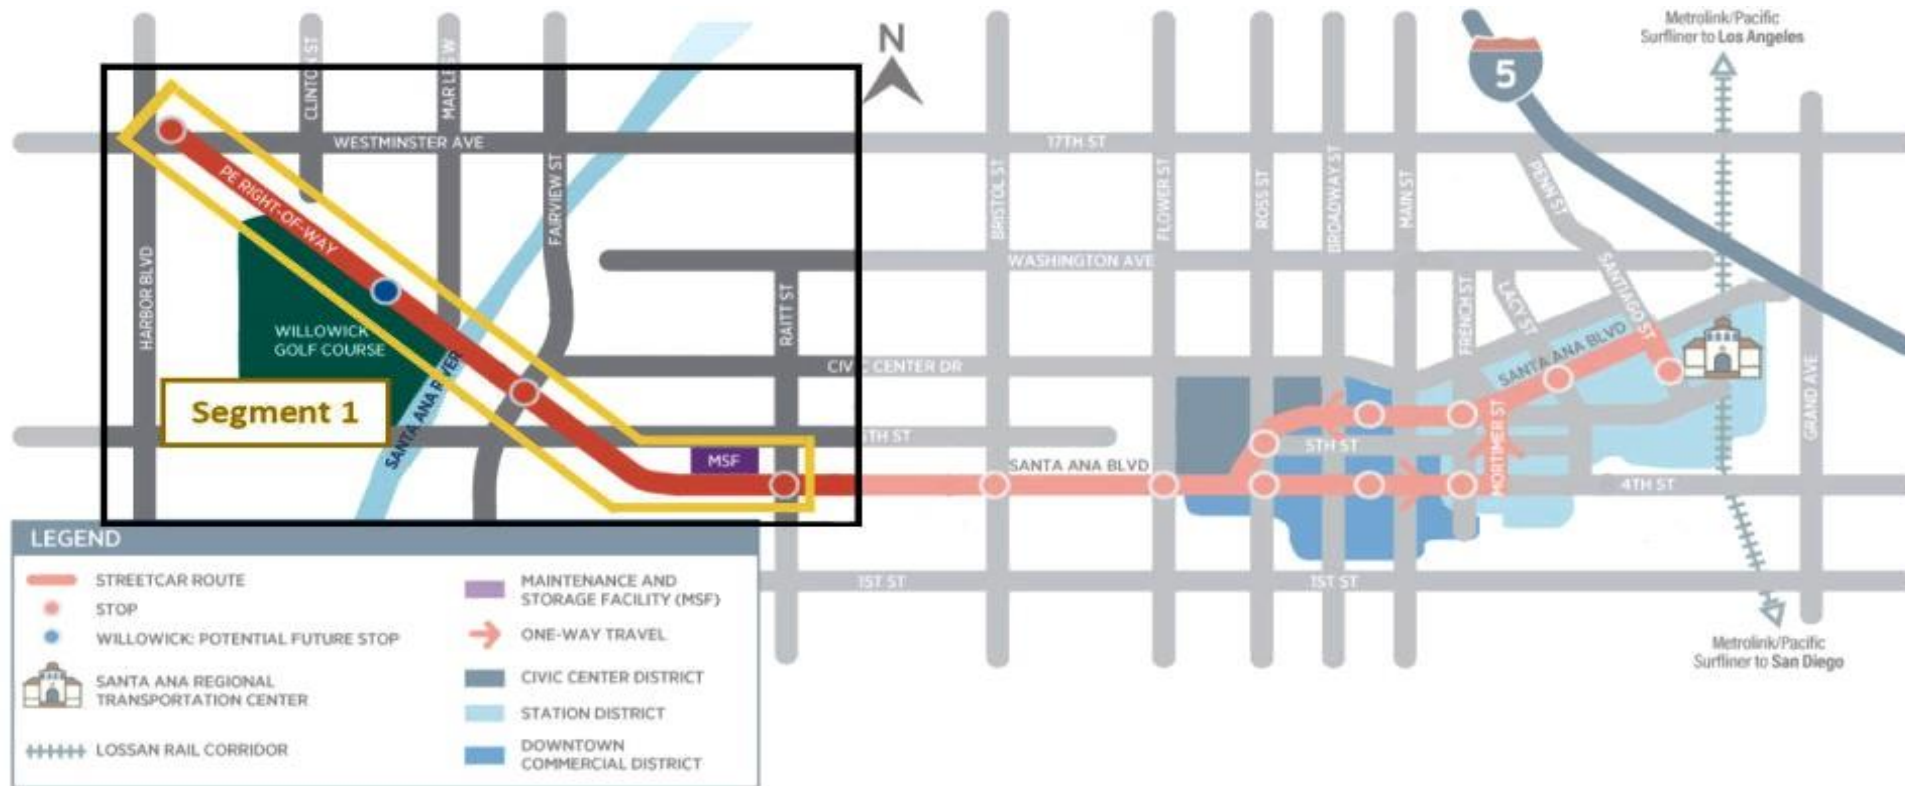 Metrolink/Pacific
Surfliner to Los Angeles
N
5
CLINTON ST
MAR LES W
WESTMINSTER AVE
17TH ST
PE RIGHT-OF-WAY
FAIRVIEW ST
BRISTOL ST
FLOWER ST
ROSS ST
BROADWAY ST
MAIN ST
PENN ST
HARBOR BLVD
WASHINGTON AVE
SANTIAGO ST
RAITT ST
FRENCH ST
LACY ST
WILLOWICK
GOLF COURSE
CIVIC CENTER DR
SANTA ANA BLVD
GRAND AVE
Segment 1
SANTA ANA RIVER
5TH ST
5TH ST
MORTIMER ST
MSF
SANTA ANA BLVD
4TH ST
1ST ST
1ST ST
Metrolink/Pacific
Surfliner to San Diego
LEGEND
STREETCAR ROUTE
STOP
WILLOWICK: POTENTIAL FUTURE STOP
SANTA ANA REGIONAL
TRANSPORTATION CENTER
LOSSAN RAIL CORRIDOR
MAINTENANCE AND
STORAGE FACILITY (MSF)
ONE-WAY TRAVEL
CIVIC CENTER DISTRICT
STATION DISTRICT
DOWNTOWN
COMMERCIAL DISTRICT